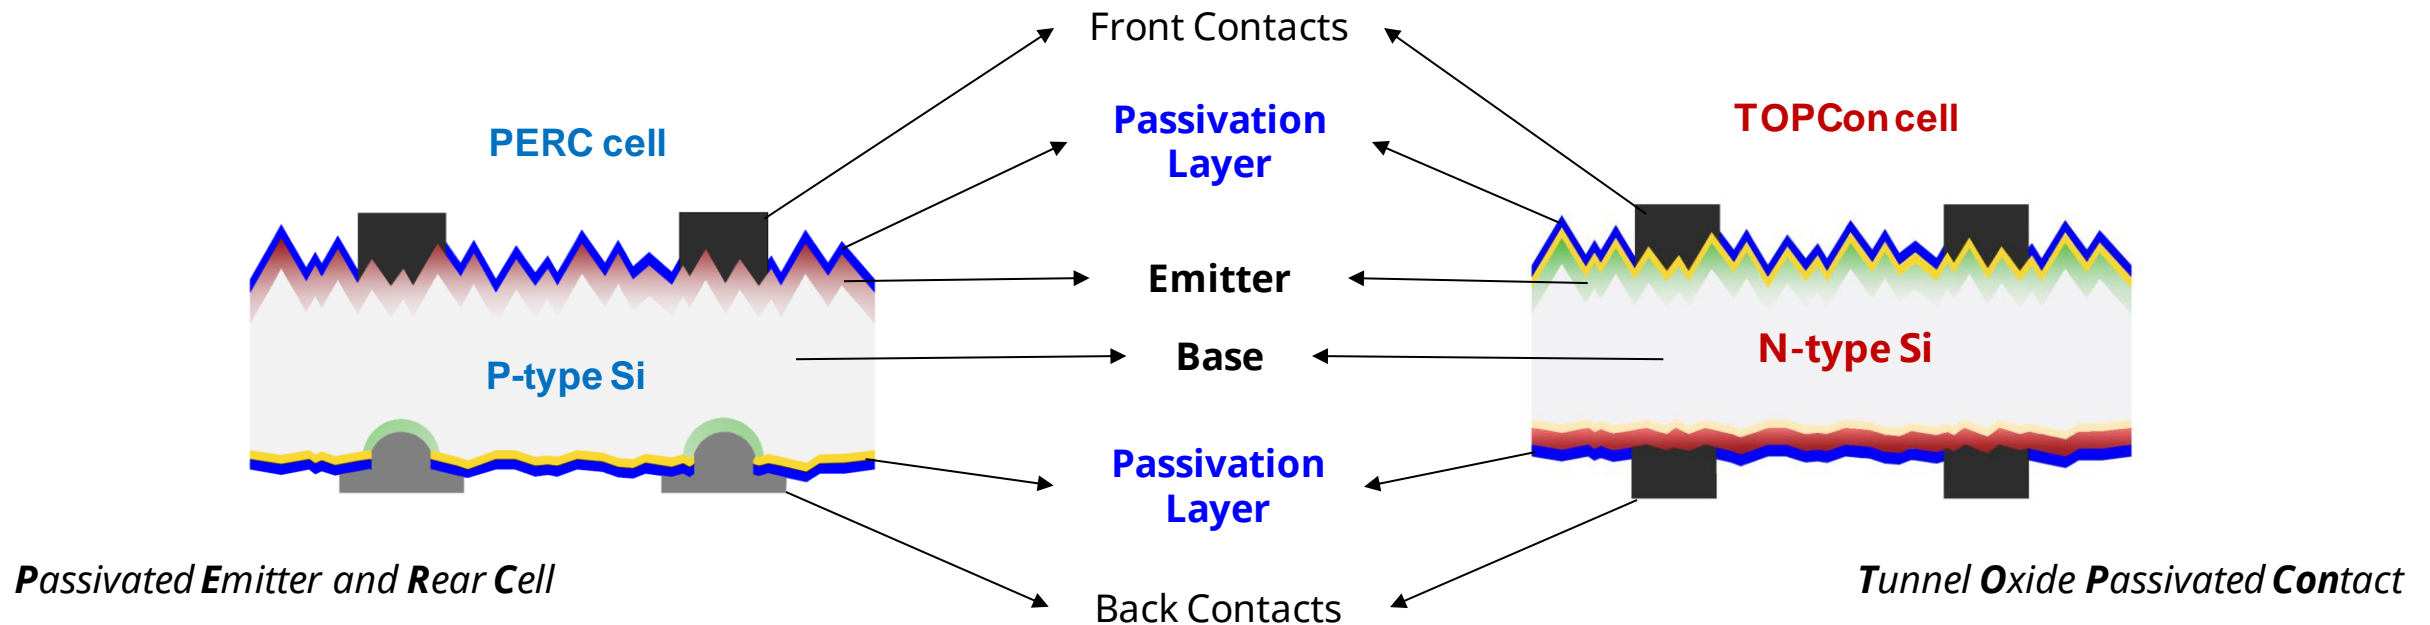 Front Contacts
Passivation
Layer
PERC cell
TOPCon cell
Emitter
Base
P-type Si
N-type Si
Passivation
Layer
Passivated Emitter and Rear Cell
Tunnel Oxide Passivated Contact
Back Contacts